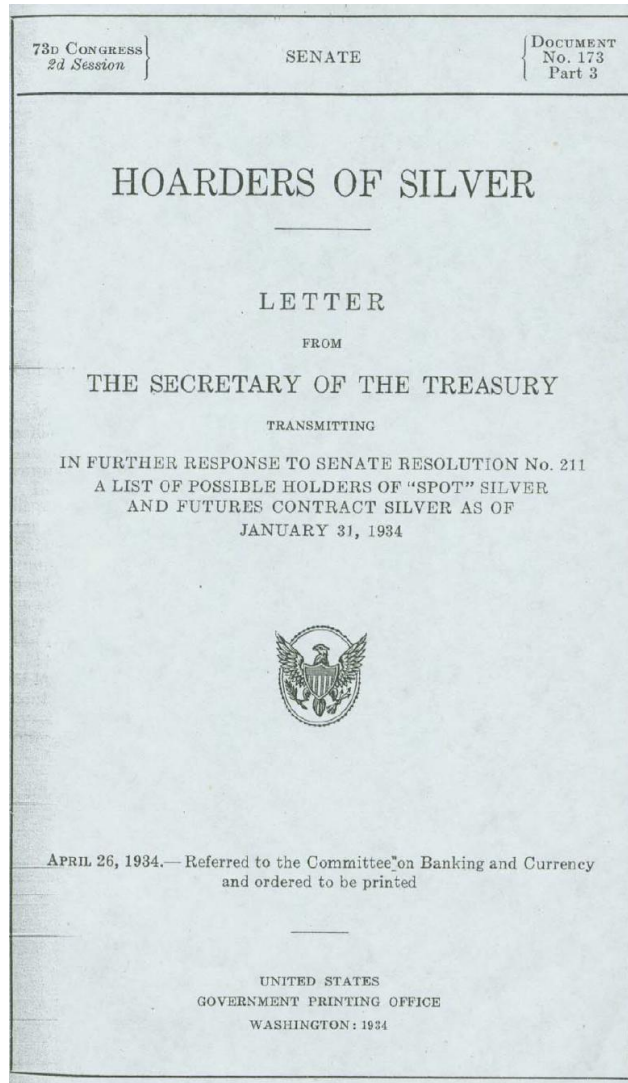 73D CONGRESS
2d Session
SENATE
DOCUMENT
No. 173
Part 3
HOARDERS OF SILVER
LETTER
FROM
THE SECRETARY OF THE TREASURY
TRANSMITTING
IN FURTHER RESPONSE TO SENATE RESOLUTION No. 211
A LIST OF POSSIBLE HOLDERS OF “SPOT” SILVER
AND FUTURES CONTRACT SILVER AS OF
JANUARY 31, 1934
APRIL 26, 1934.—Referred to the Committee on Banking and Currency
and ordered to be printed
UNITED STATES
GOVERNMENT PRINTING OFFICE
WASHINGTON: 1934